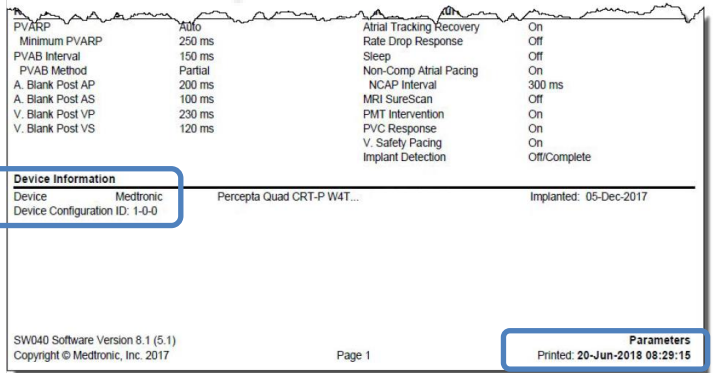 PVARP Auto Atrial Tracking Recovery On
Minimum PVARP 250 ms Rate Drop Response Off
PVAB Interval 150 ms Sleep Off
PVAB Method Partial Non-Comp Atrial Pacing On
A. Blank Post AP 200 ms NCAP Interval 300 ms
A. Blank Post AS 100 ms MRI SureScan Off
V. Blank Post VP 230 ms PMT Intervention On
V. Blank Post VS 120 ms PVC Response On
V. Safety Pacing On
Implant Detection Off/Complete
Device Information
Device Medtronic Percepta Quad CRT-P W4T... Implanted: 05-Dec-2017
Device Configuration ID: 1-0-0
SW040 Software Version 8.1 (5.1) Parameters
Copyright © Medtronic, Inc. 2017 Page 1 Printed: 20-Jun-2018 08:29:15